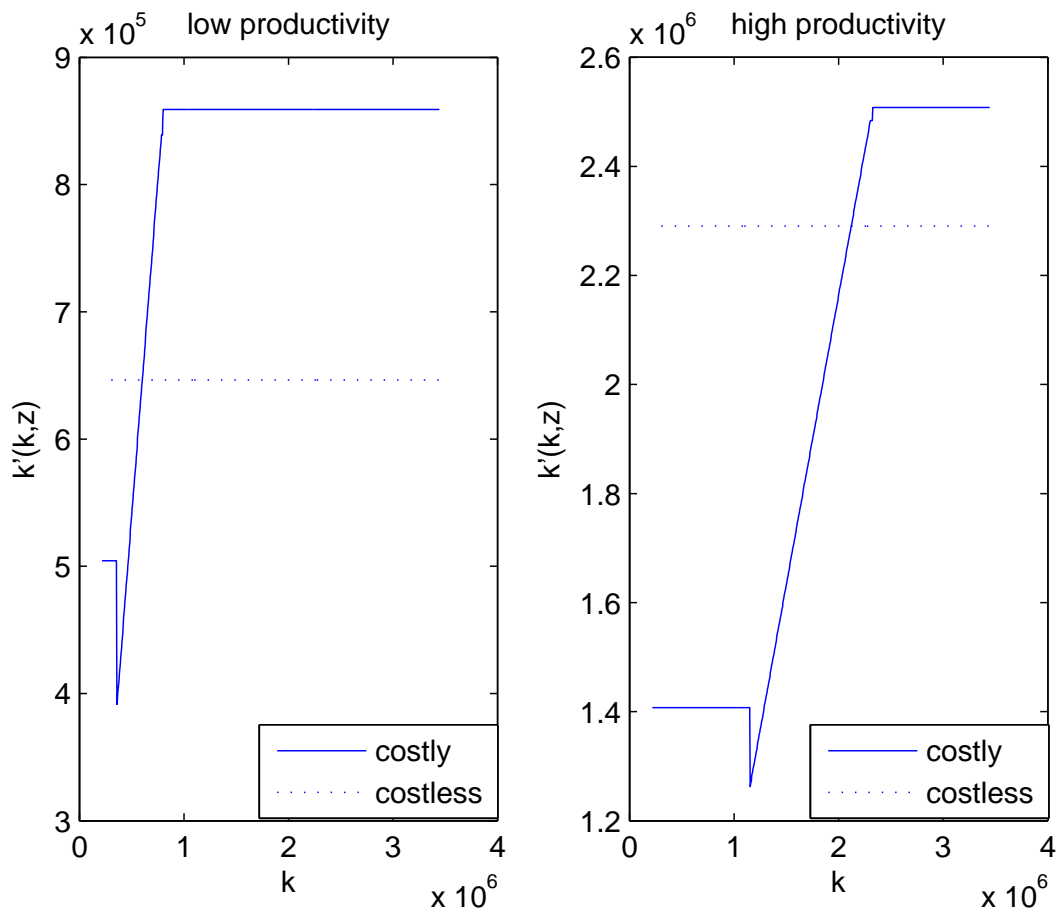 low productivity
x 10^5
9
8
7
6
5
4
3
k'(k,z)
0
1
2
3
4
k
x 10^6
costly
costless
high productivity
x 10^6
2.6
2.4
2.2
2
1.8
1.6
1.4
1.2
k'(k,z)
0
1
2
3
4
k
x 10^6
costly
costless